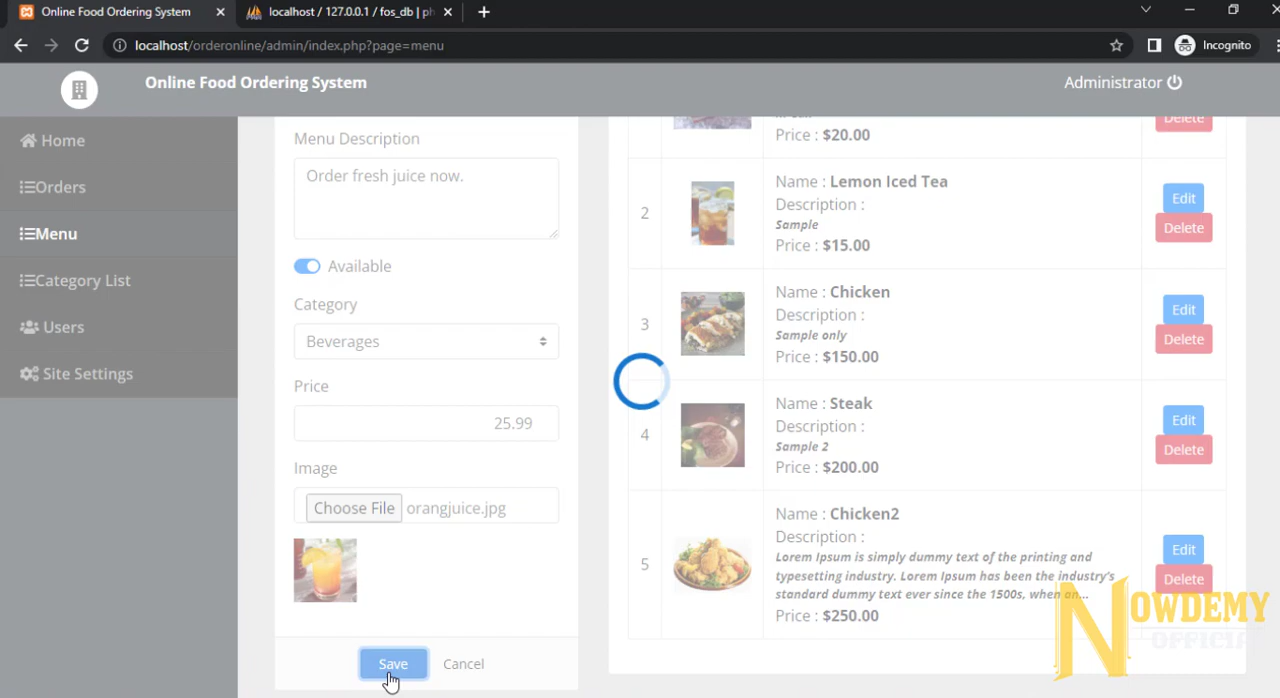 Online Food Ordering System
localhost / 127.0.0.1 / fos_db | ph
localhost/orderonline/admin/index.php?page=menu
Incognito
Online Food Ordering System
Administrator
Home
Orders
Menu
Category List
Users
Site Settings
Menu Description
Order fresh juice now.
Available
Category
Beverages
Price
25.99
Image
Choose File orangjuice.jpg
Save Cancel
Price : $20.00
Delete
2
Name : Lemon Iced Tea
Description :
Sample
Price : $15.00
Edit
Delete
3
Name : Chicken
Description :
Sample only
Price : $150.00
Edit
Delete
4
Name : Steak
Description :
Sample 2
Price : $200.00
Edit
Delete
5
Name : Chicken2
Description :
Lorem Ipsum is simply dummy text of the printing and
typesetting industry. Lorem Ipsum has been the industry's
standard dummy text ever since the 1500s, when an...
Price : $250.00
Edit
Delete
NOWDEMY